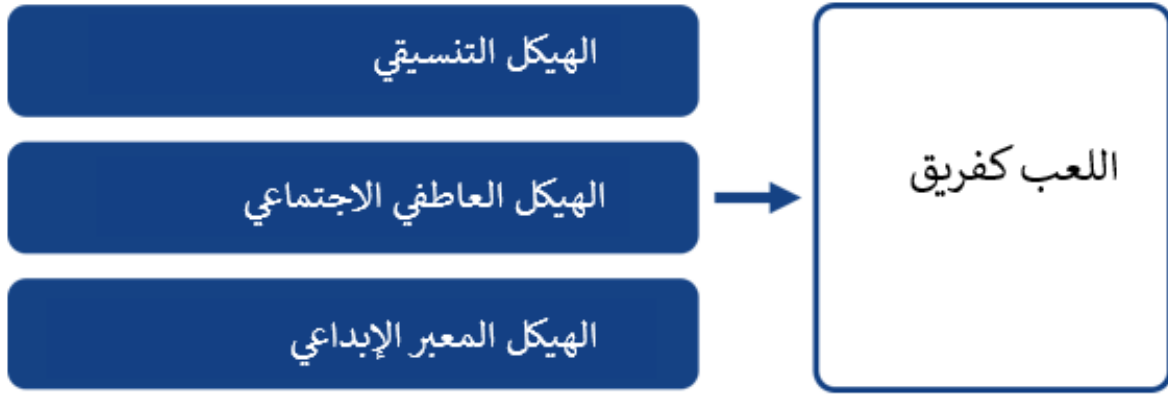 الهيكل التنسيقي
الهيكل العاطفي الاجتماعي
الهيكل المعبر الإبداعي
اللعب كفريق